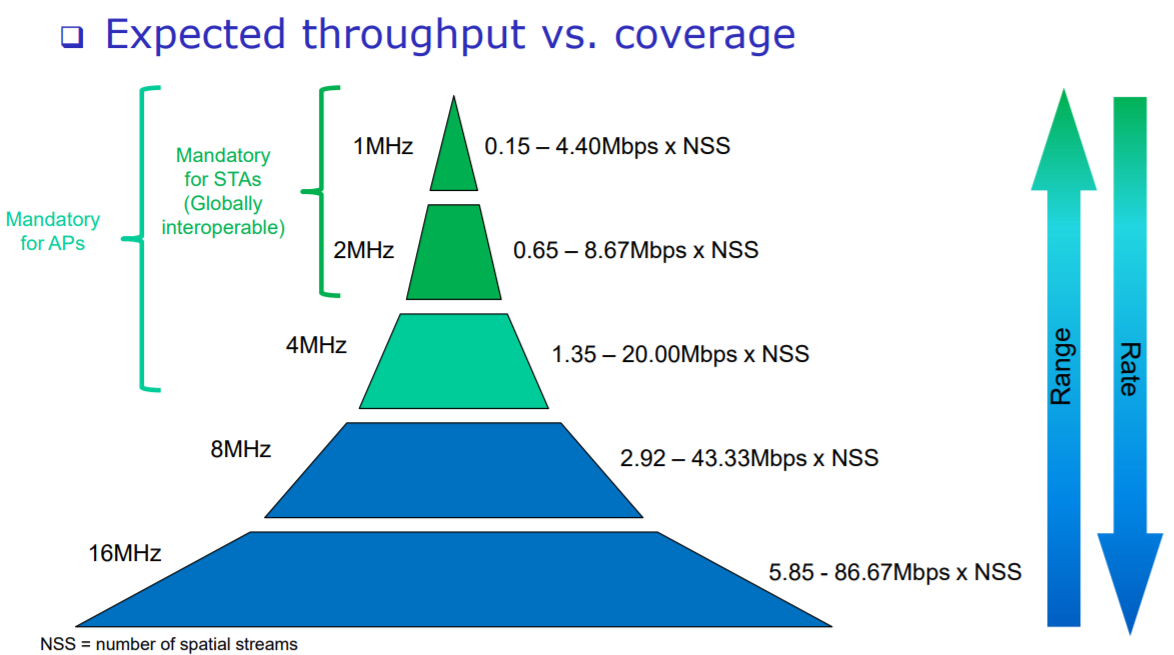 ❑ Expected throughput vs. coverage
Mandatory
for APs
Mandatory
for STAs
(Globally
interoperable)
1MHz
0.15 – 4.40Mbps x NSS
2MHz
0.65 – 8.67Mbps x NSS
4MHz
1.35 – 20.00Mbps x NSS
8MHz
2.92 – 43.33Mbps x NSS
16MHz
5.85 - 86.67Mbps x NSS
Range
Rate
NSS = number of spatial streams